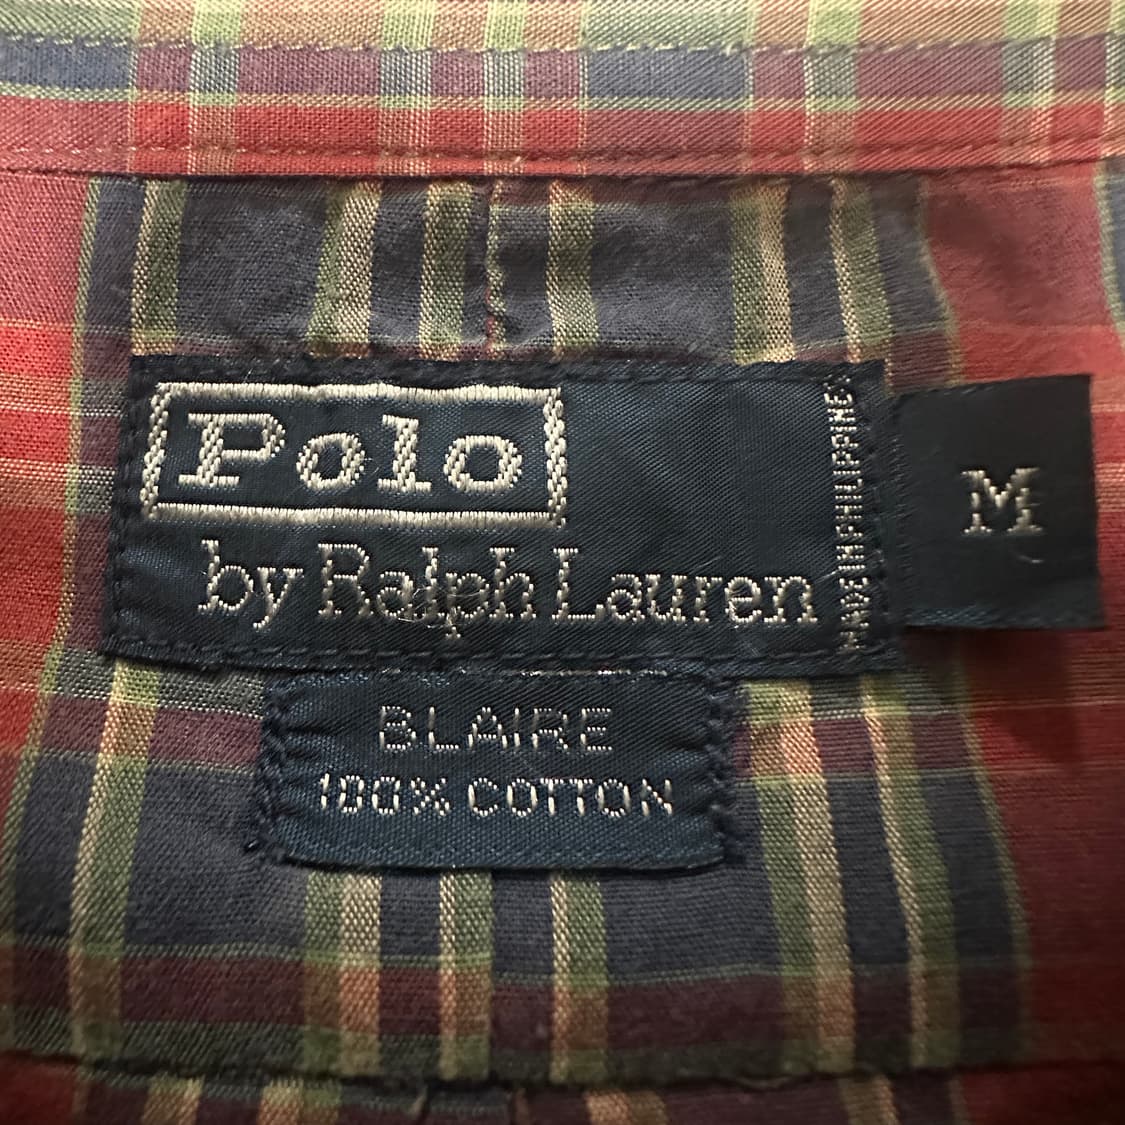 Polo
by Ralph Lauren
MADE IN PHILIPPINES
M
BLAIRE
100% COTTON